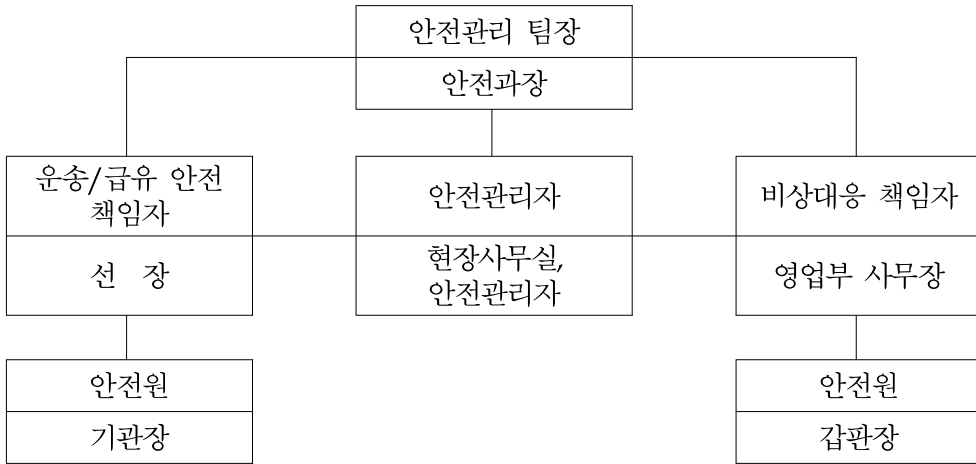 안전관리 팀장
안전과장
운송/급유 안전
책임자
안전관리자
비상대응 책임자
선 장
현장사무실,
안전관리자
영업부 사무장
안전원
안전원
기관장
갑판장